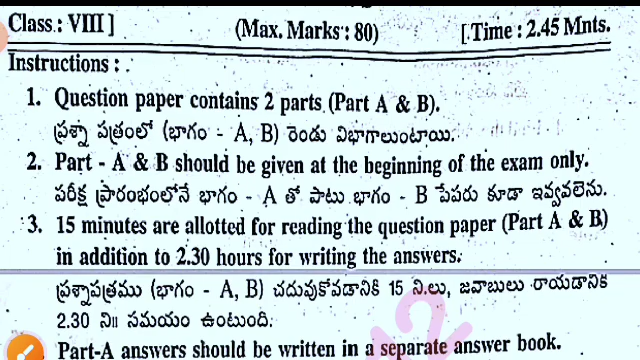 Class : VIII ]
(Max. Marks : 80)
[ Time : 2.45 Mnts.
Instructions :
1. Question paper contains 2 parts (Part A & B).
ప్రశ్నా పత్రంలో (భాగం - A, B) రెండు విభాగాలుంటాయి.
2. Part - A & B should be given at the beginning of the exam only.
పరీక్ష ప్రారంభంలోనే భాగం - A తో పాటు భాగం - B పేపరు కూడా ఇవ్వవలెను.
3. 15 minutes are allotted for reading the question paper (Part A & B)
in addition to 2.30 hours for writing the answers.
ప్రశ్నాపత్రము (భాగం - A, B) చదువుకోవడానికి 15 ని.లు, జవాబులు రాయడానికి
2.30 ని॥ సమయం ఉంటుంది.
Part-A answers should be written in a separate answer book.